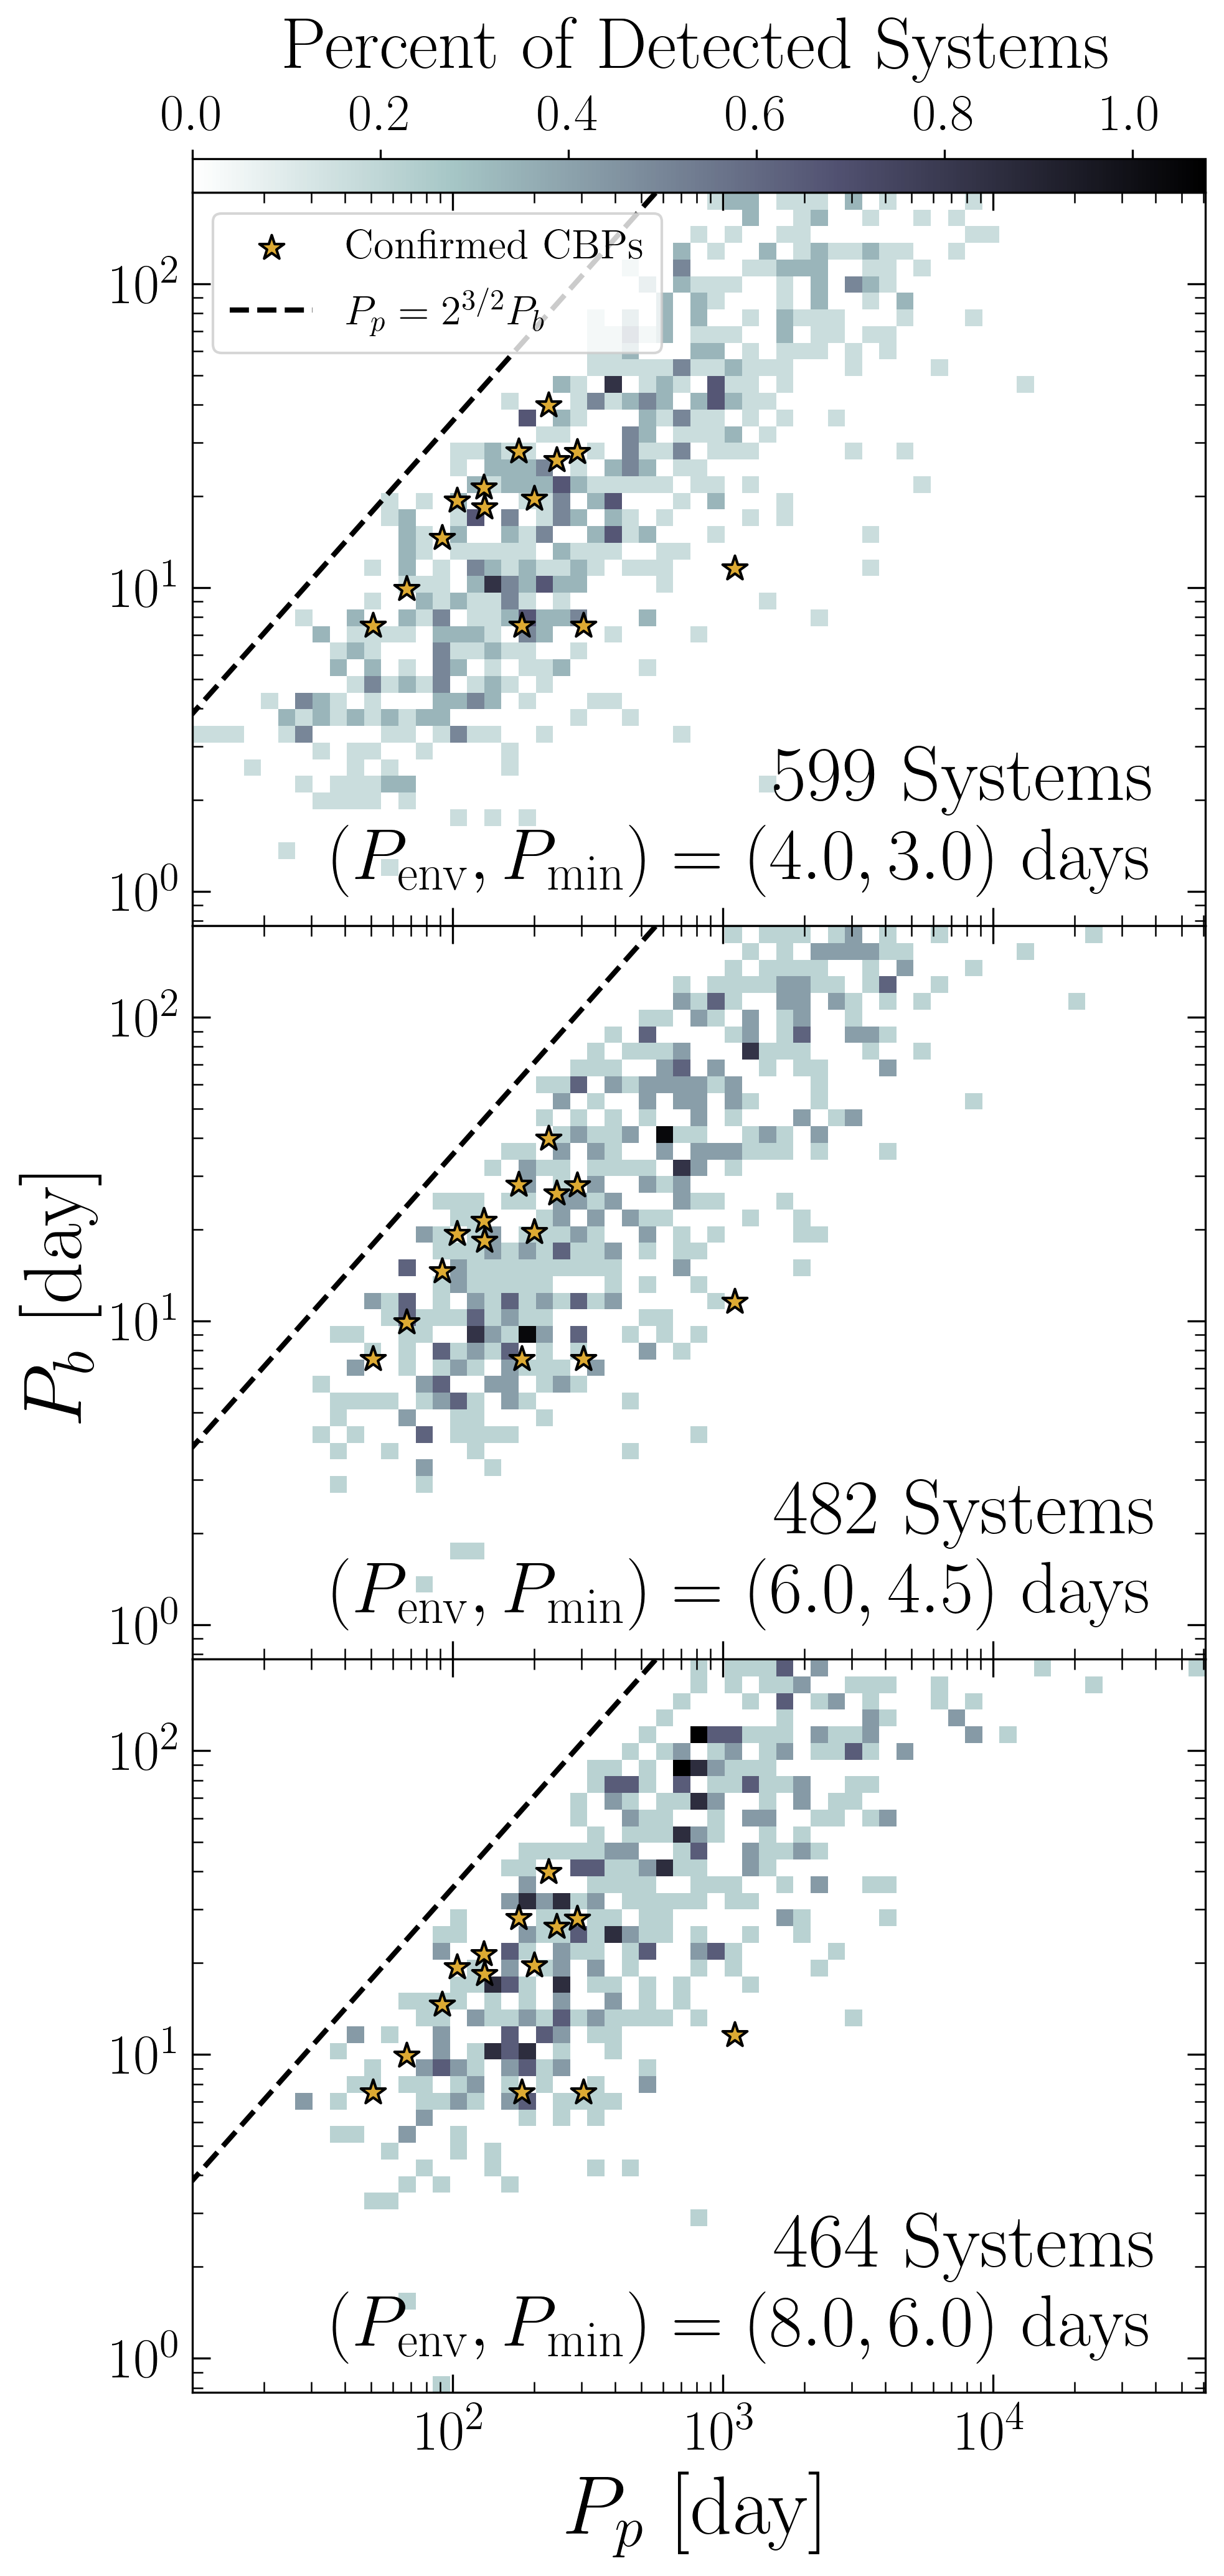 Percent of Detected Systems
0.0 0.2 0.4 0.6 0.8 1.0
Confirmed CBPs
P_p = 2^{3/2} P_b
10^2
10^1
10^0
599 Systems
(P_env, P_min) = (4.0, 3.0) days
10^2
10^1
10^0
482 Systems
(P_env, P_min) = (6.0, 4.5) days
P_b [day]
10^2
10^1
10^0
464 Systems
(P_env, P_min) = (8.0, 6.0) days
10^2 10^3 10^4
P_p [day]